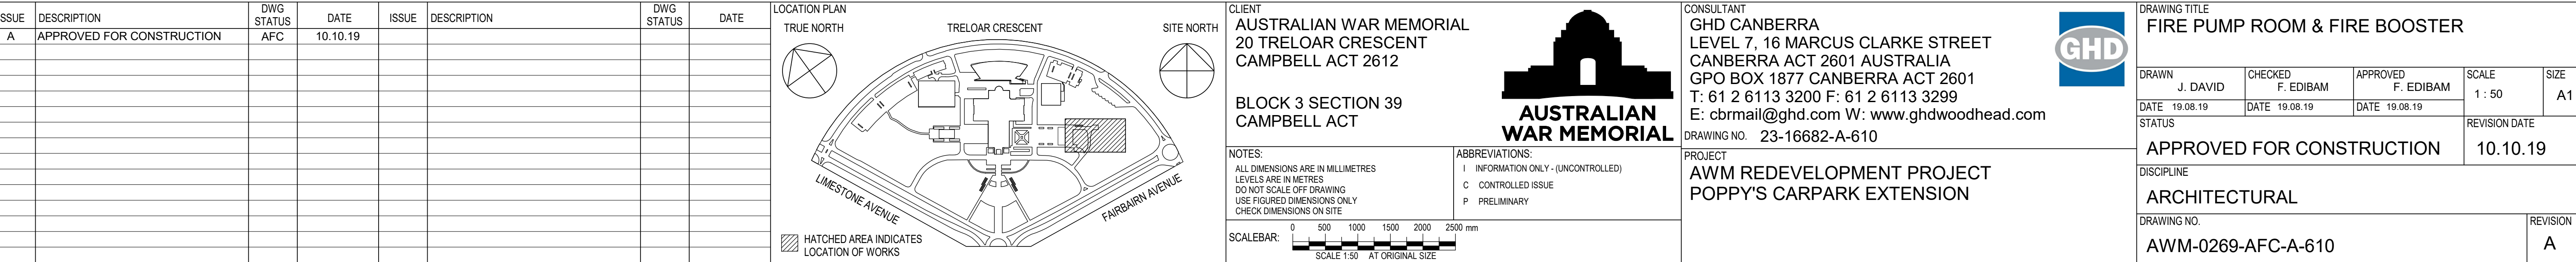 SSUE DESCRIPTION DWG STATUS DATE ISSUE DESCRIPTION DWG STATUS DATE
A APPROVED FOR CONSTRUCTION AFC 10.10.19
LOCATION PLAN
TRUE NORTH TRELOAR CRESCENT SITE NORTH
LIMESTONE AVENUE FAIRBAIRN AVENUE
HATCHED AREA INDICATES
LOCATION OF WORKS
CLIENT
AUSTRALIAN WAR MEMORIAL
20 TRELOAR CRESCENT
CAMPBELL ACT 2612
BLOCK 3 SECTION 39
CAMPBELL ACT
AUSTRALIAN
WAR MEMORIAL
NOTES:
ALL DIMENSIONS ARE IN MILLIMETRES
LEVELS ARE IN METRES
DO NOT SCALE OFF DRAWING
USE FIGURED DIMENSIONS ONLY
CHECK DIMENSIONS ON SITE
ABBREVIATIONS:
I INFORMATION ONLY - (UNCONTROLLED)
C CONTROLLED ISSUE
P PRELIMINARY
SCALEBAR: 0 500 1000 1500 2000 2500 mm
SCALE 1:50 AT ORIGINAL SIZE
CONSULTANT
GHD CANBERRA
LEVEL 7, 16 MARCUS CLARKE STREET
CANBERRA ACT 2601 AUSTRALIA
GPO BOX 1877 CANBERRA ACT 2601
T: 61 2 6113 3200 F: 61 2 6113 3299
E: cbrmail@ghd.com W: www.ghdwoodhead.com
GHD
DRAWING NO. 23-16682-A-610
PROJECT
AWM REDEVELOPMENT PROJECT
POPPY'S CARPARK EXTENSION
DRAWING TITLE
FIRE PUMP ROOM & FIRE BOOSTER
DRAWN CHECKED APPROVED SCALE SIZE
J. DAVID F. EDIBAM F. EDIBAM 1 : 50 A1
DATE 19.08.19 DATE 19.08.19 DATE 19.08.19
STATUS REVISION DATE
APPROVED FOR CONSTRUCTION 10.10.19
DISCIPLINE
ARCHITECTURAL
DRAWING NO. REVISION
AWM-0269-AFC-A-610 A